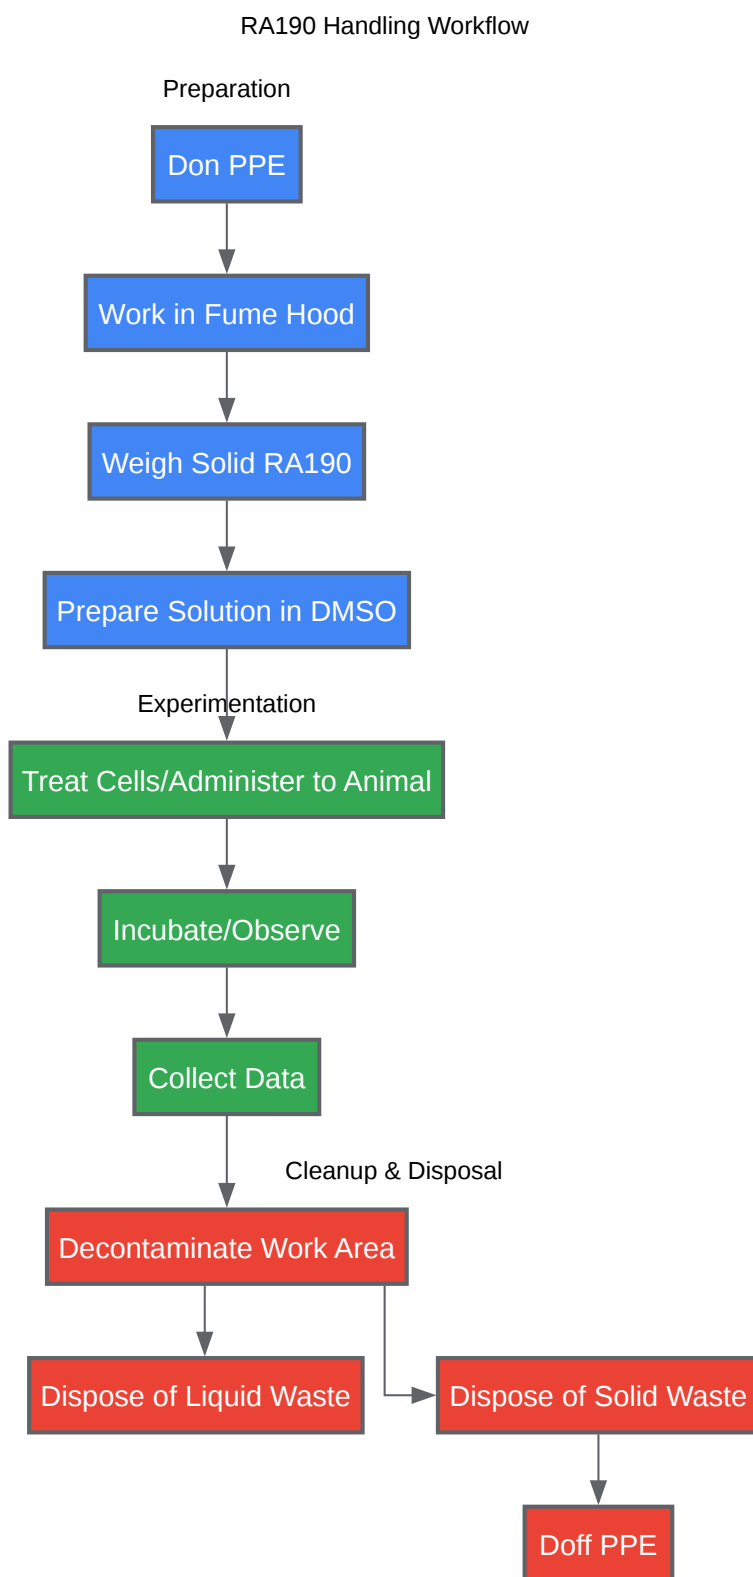 RA190 Handling Workflow
Preparation
Don PPE
Work in Fume Hood
Weigh Solid RA190
Prepare Solution in DMSO
Experimentation
Treat Cells/Administer to Animal
Incubate/Observe
Collect Data
Cleanup & Disposal
Decontaminate Work Area
Dispose of Liquid Waste
Dispose of Solid Waste
Doff PPE